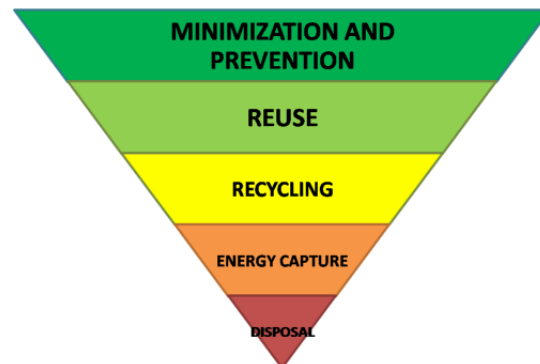 MINIMIZATION AND
PREVENTION
REUSE
RECYCLING
ENERGY CAPTURE
DISPOSAL